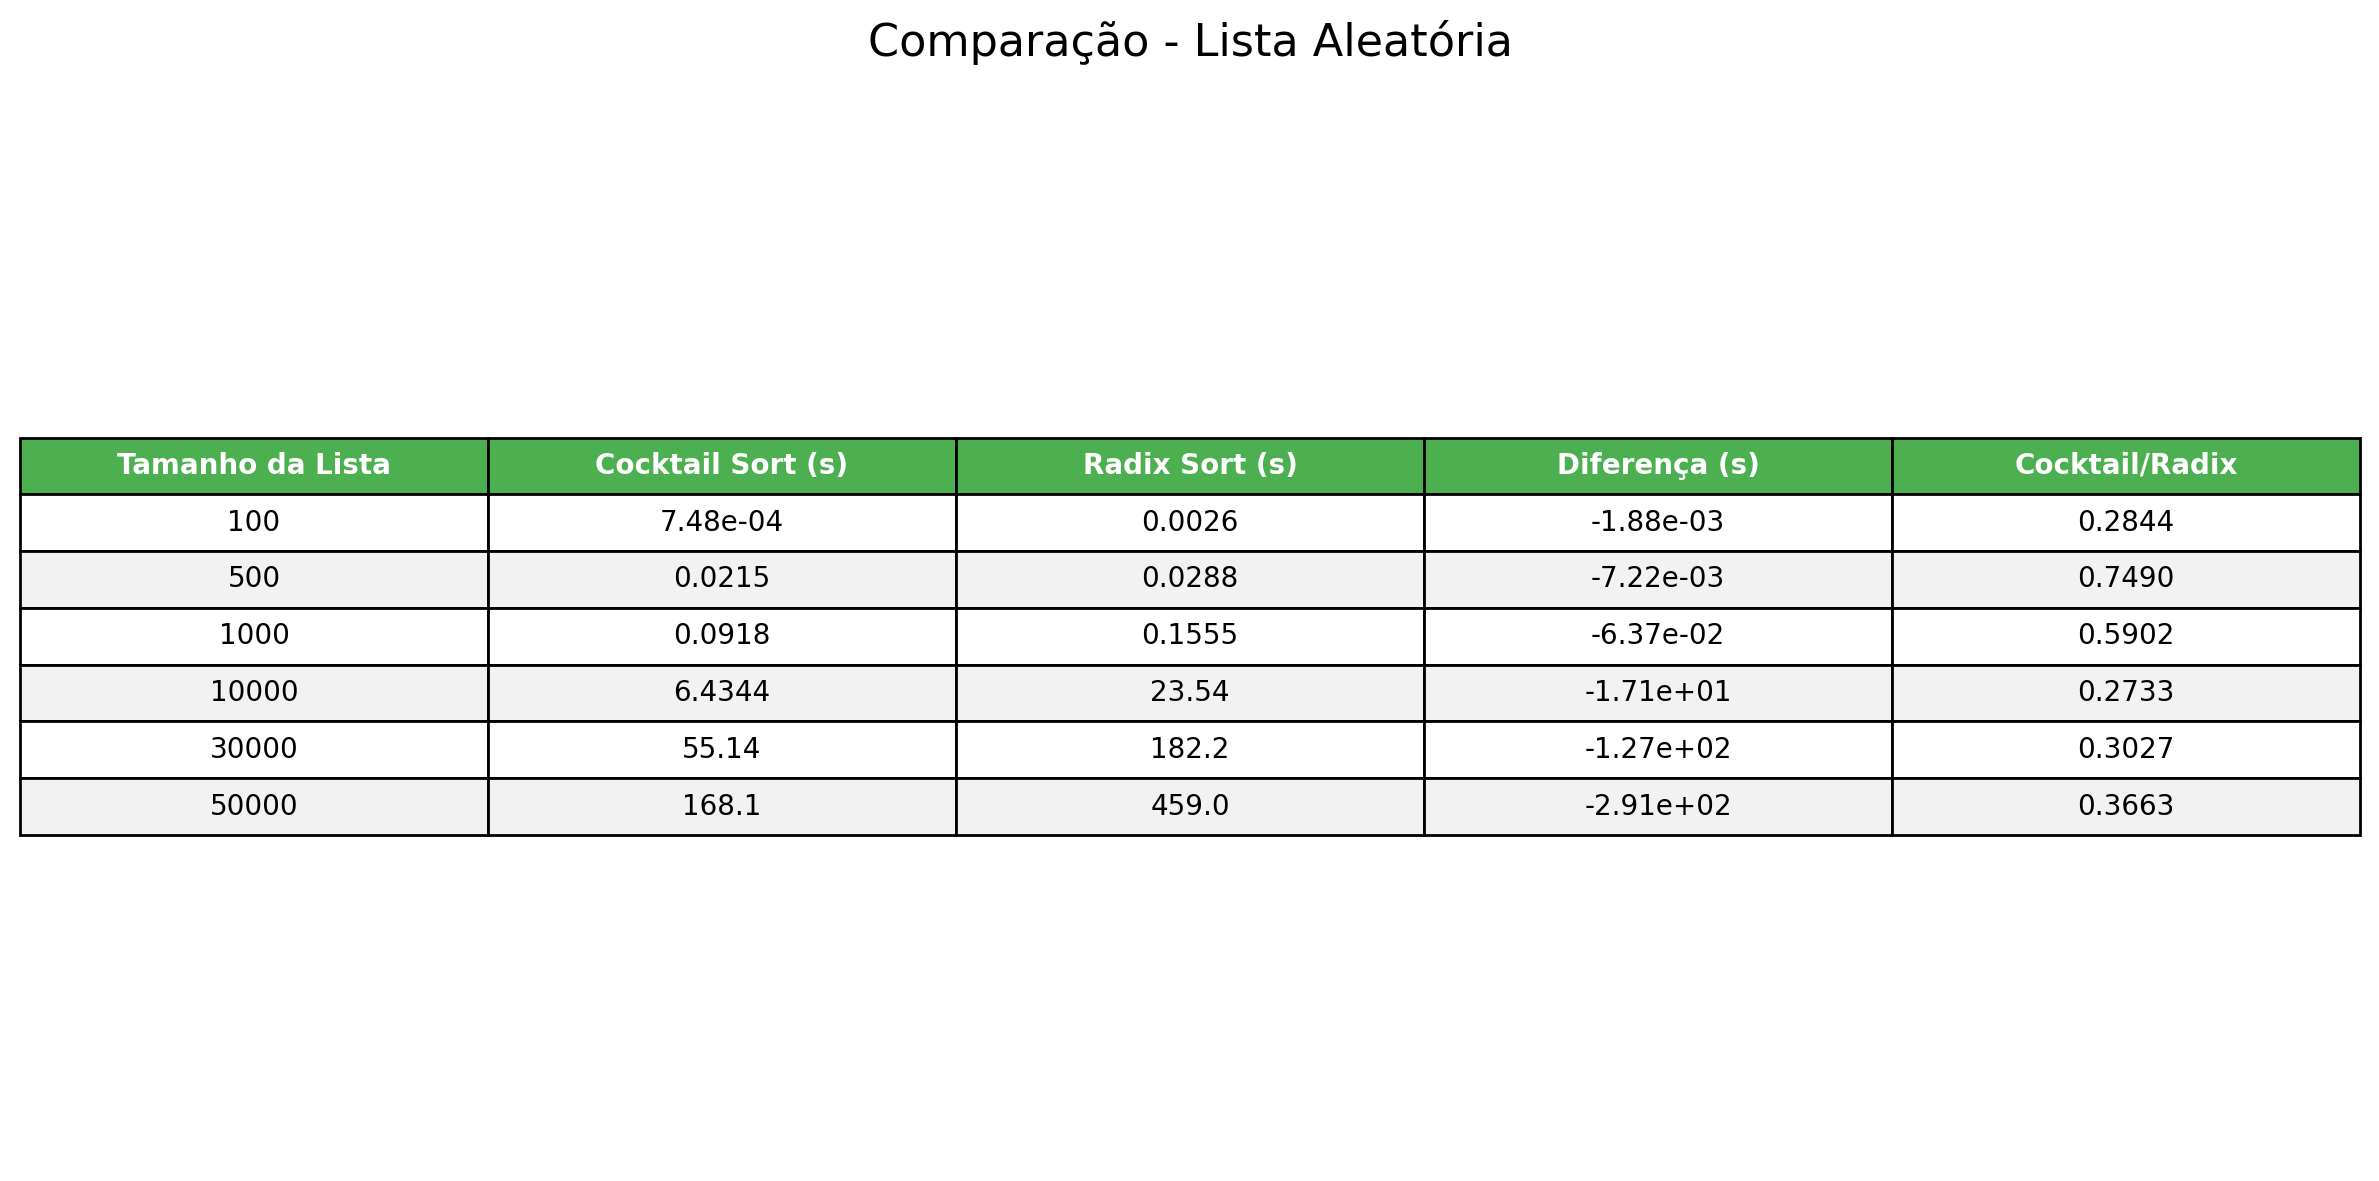 Comparação - Lista Aleatória
Tamanho da Lista Cocktail Sort (s) Radix Sort (s) Diferença (s) Cocktail/Radix
100 7.48e-04 0.0026 -1.88e-03 0.2844
500 0.0215 0.0288 -7.22e-03 0.7490
1000 0.0918 0.1555 -6.37e-02 0.5902
10000 6.4344 23.54 -1.71e+01 0.2733
30000 55.14 182.2 -1.27e+02 0.3027
50000 168.1 459.0 -2.91e+02 0.3663